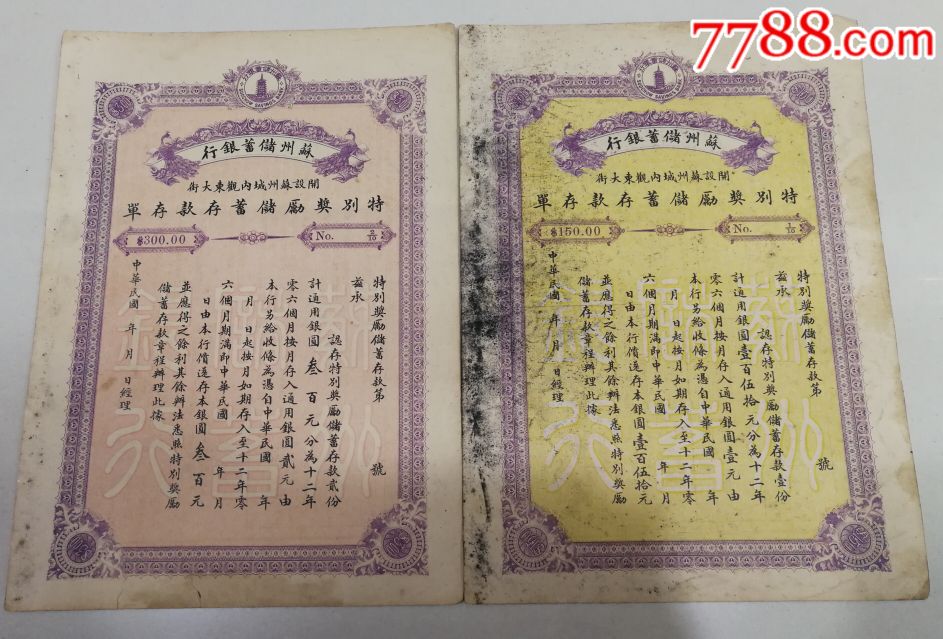 7788.com
蘇州儲蓄銀行
開設蘇州城內觀東大街
特別獎勵儲蓄存款存單
$300.00
No. 2/10
特別獎勵儲蓄存款第 號
茲承 認存特別獎勵儲蓄存款貳份
計通用銀圓叁百元分為十二年
零六個月按月存入通用銀圓貳元由
本行另給收條為憑自中華民國 年
月 日起按月如期存入至十二年零
六個月期滿即中華民國 年 月
日由本行償還存本銀圓叁百元
並應得之餘利其餘辦法悉照特別獎勵
儲蓄存款章程辦理此據
中華民國 年 月 日經理
蘇州儲蓄銀行
開設蘇州城內觀東大街
特別獎勵儲蓄存款存單
$150.00
No. 1/10
特別獎勵儲蓄存款第 號
茲承 認存特別獎勵儲蓄存款壹份
計通用銀圓壹百伍拾元分為十二年
零六個月按月存入通用銀圓壹元由
本行另給收條為憑自中華民國 年
月 日起按月如期存入至十二年零
六個月期滿即中華民國 年 月
日由本行償還存本銀圓壹百伍拾元
並應得之餘利其餘辦法悉照特別獎勵
儲蓄存款章程辦理此據
中華民國 年 月 日經理